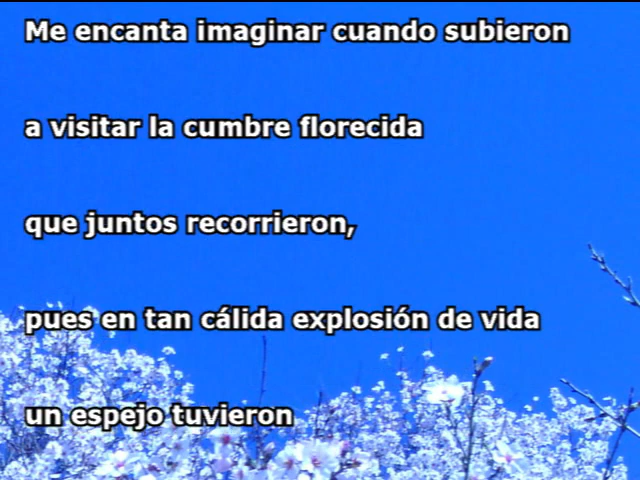 Me encanta imaginar cuando subieron
a visitar la cumbre florecida
que juntos recorrieron,
pues en tan cálida explosión de vida
un espejo tuvieron